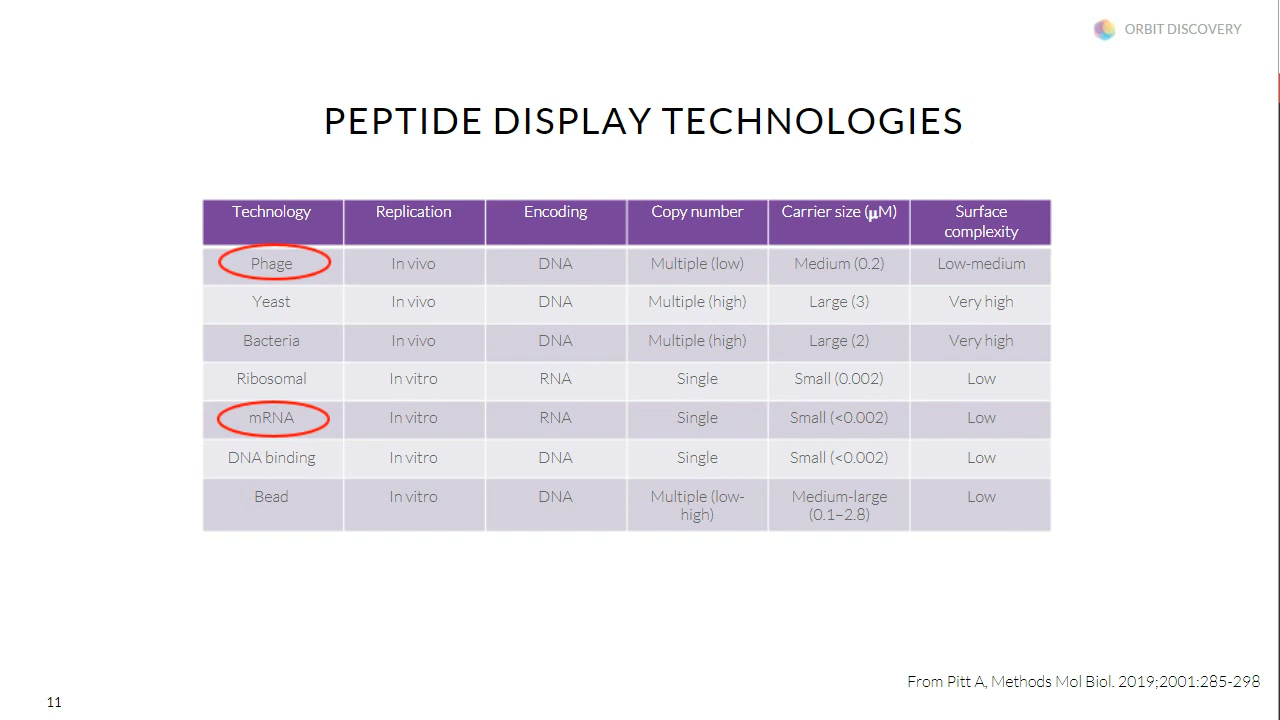 ORBIT DISCOVERY
PEPTIDE DISPLAY TECHNOLOGIES
Technology Replication Encoding Copy number Carrier size (μM) Surface
complexity
Phage In vivo DNA Multiple (low) Medium (0.2) Low-medium
Yeast In vivo DNA Multiple (high) Large (3) Very high
Bacteria In vivo DNA Multiple (high) Large (2) Very high
Ribosomal In vitro RNA Single Small (0.002) Low
mRNA In vitro RNA Single Small (<0.002) Low
DNA binding In vitro DNA Single Small (<0.002) Low
Bead In vitro DNA Multiple (low- Medium-large Low
high) (0.1–2.8)
From Pitt A, Methods Mol Biol. 2019;2001:285-298
11